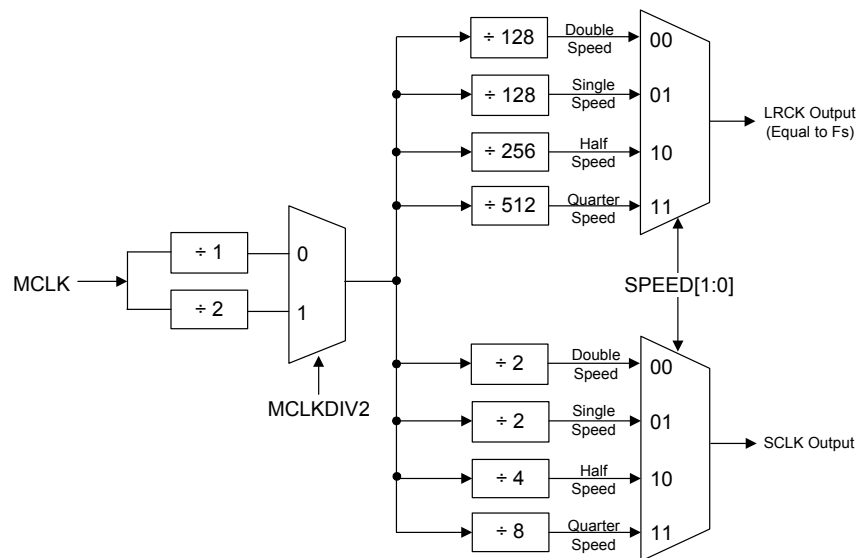 ÷ 128
Double
Speed
00
÷ 128
Single
Speed
01
÷ 256
Half
Speed
10
÷ 512
Quarter
Speed
11
LRCK Output
(Equal to Fs)
MCLK
÷ 1
0
÷ 2
1
MCLKDIV2
SPEED[1:0]
÷ 2
Double
Speed
00
÷ 2
Single
Speed
01
÷ 4
Half
Speed
10
÷ 8
Quarter
Speed
11
SCLK Output